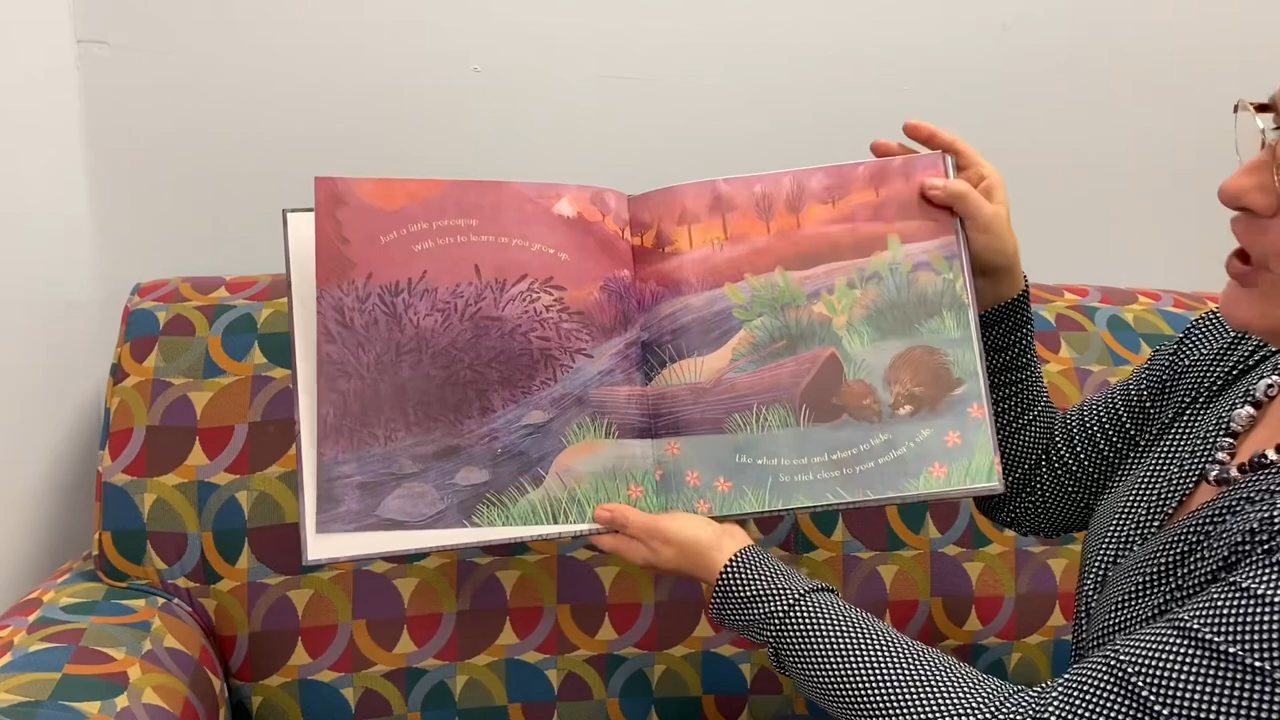 Just a little porcupup
With lots to learn as you grow up.
Like what to eat and where to hide,
So stick close to your mother's side.